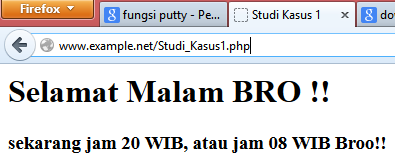 Firefox
fungsi putty - Pe...
Studi Kasus 1
dov
www.example.net/Studi_Kasus1.php
Selamat Malam BRO !!
sekarang jam 20 WIB, atau jam 08 WIB Broo!!